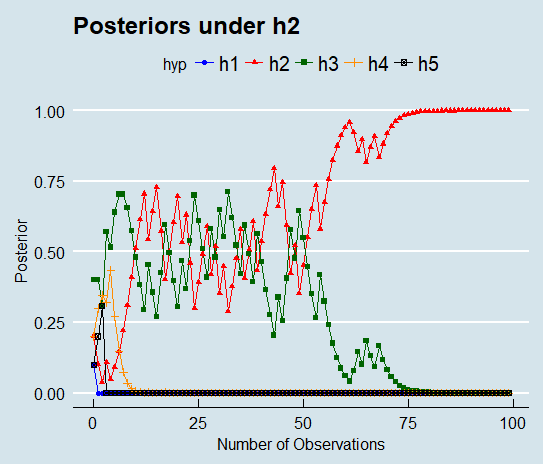 Posteriors under h2
hyp h1 h2 h3 h4 h5
1.00
0.75
0.50
0.25
0.00
Posterior
0 25 50 75 100
Number of Observations